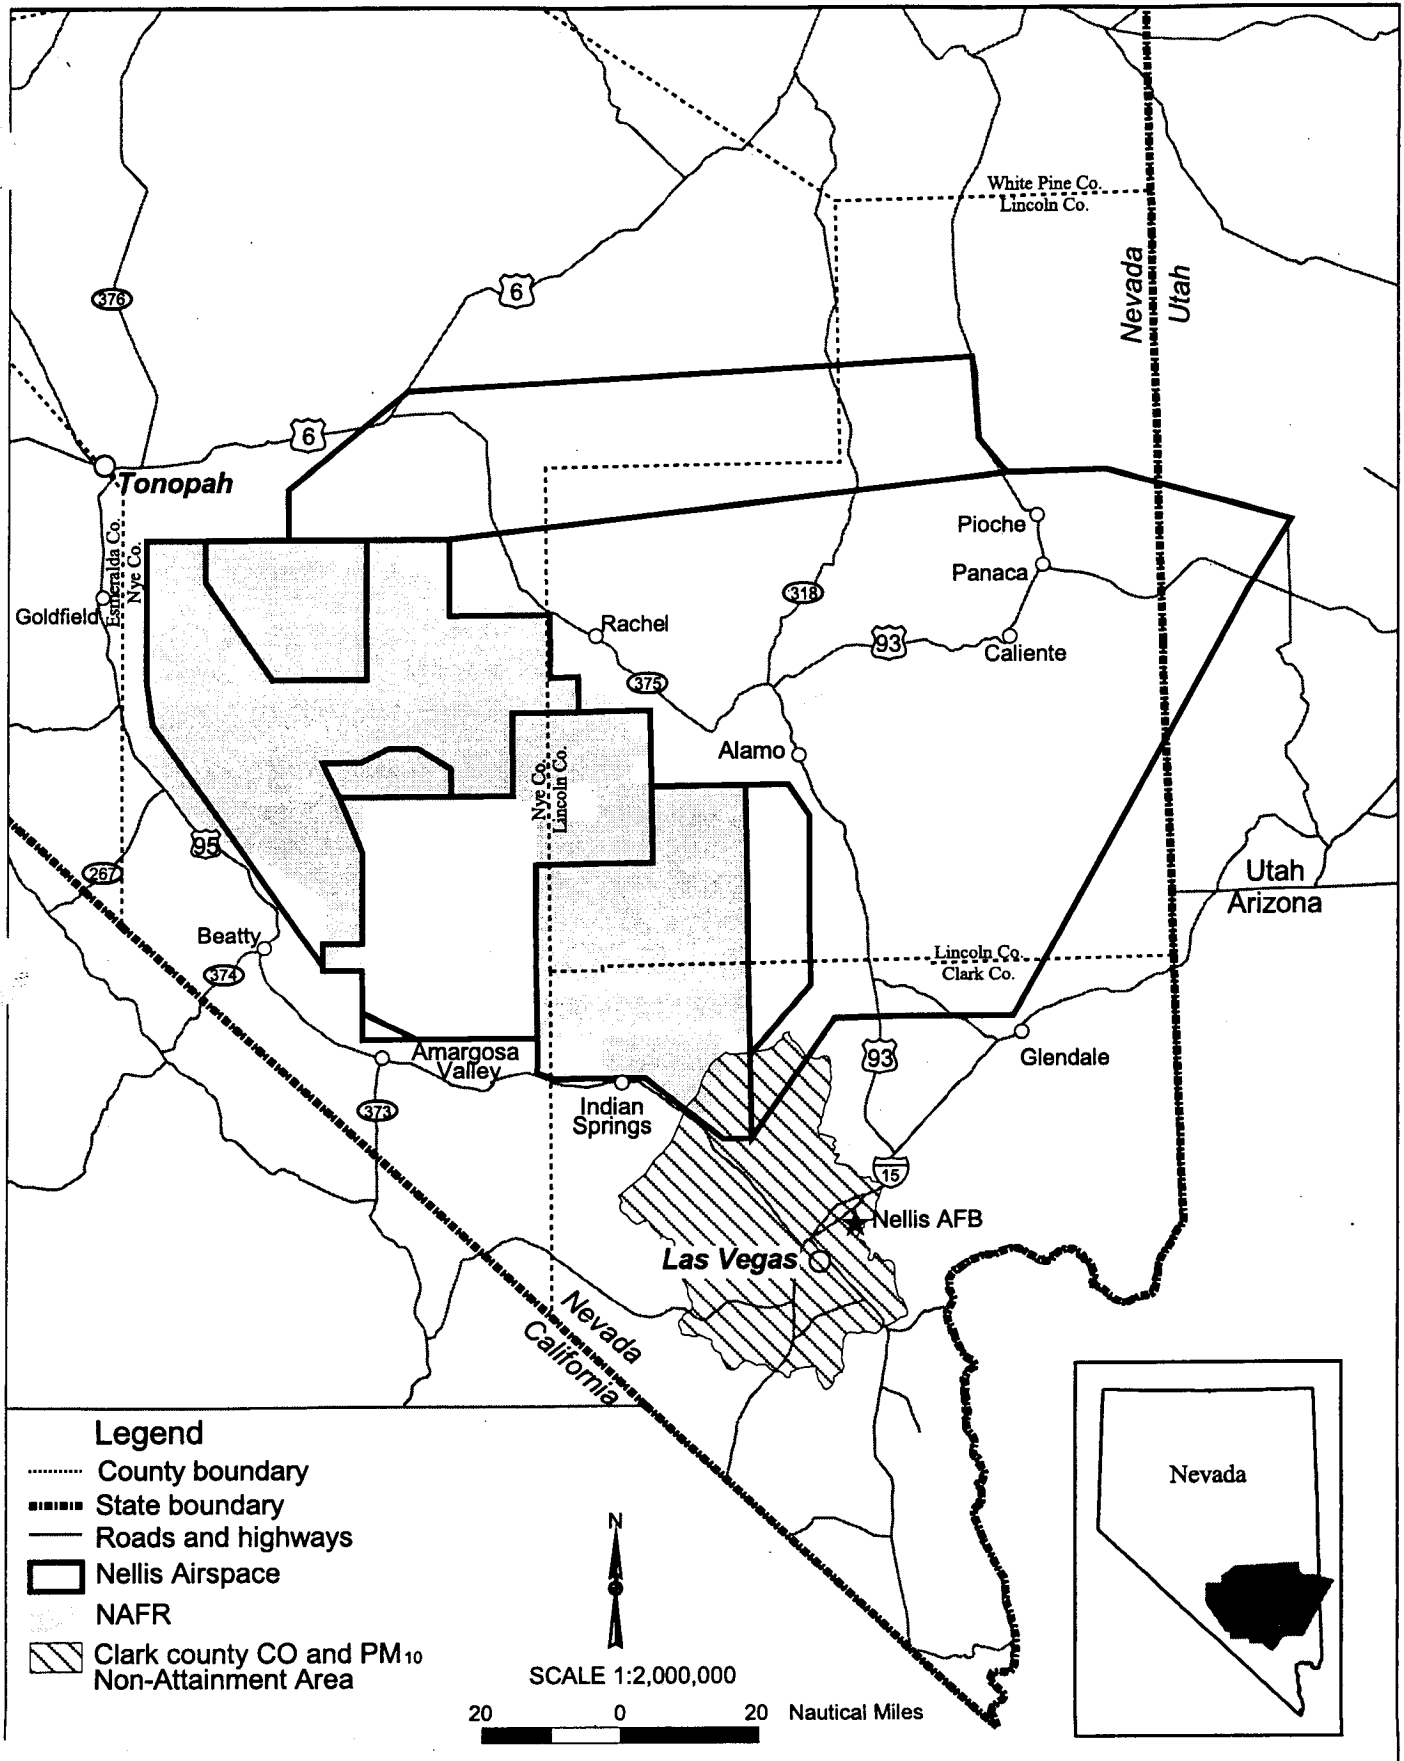 White Pine Co.
Lincoln Co.
Nevada
Utah
376
6
6
Tonopah
Esmeralda Co.
Nye Co.
Goldfield
Pioche
Panaca
318
Rachel
93
Caliente
375
Alamo
Nye Co.
Lincoln Co.
95
267
Utah
Arizona
Beatty
374
Lincoln Co.
Clark Co.
Amargosa
Valley
93
Glendale
373
Indian
Springs
15
Nellis AFB
Las Vegas
Nevada
California
Legend
County boundary
State boundary
Roads and highways
Nellis Airspace
NAFR
Clark county CO and PM10
Non-Attainment Area
N
SCALE 1:2,000,000
20 0 20 Nautical Miles
Nevada